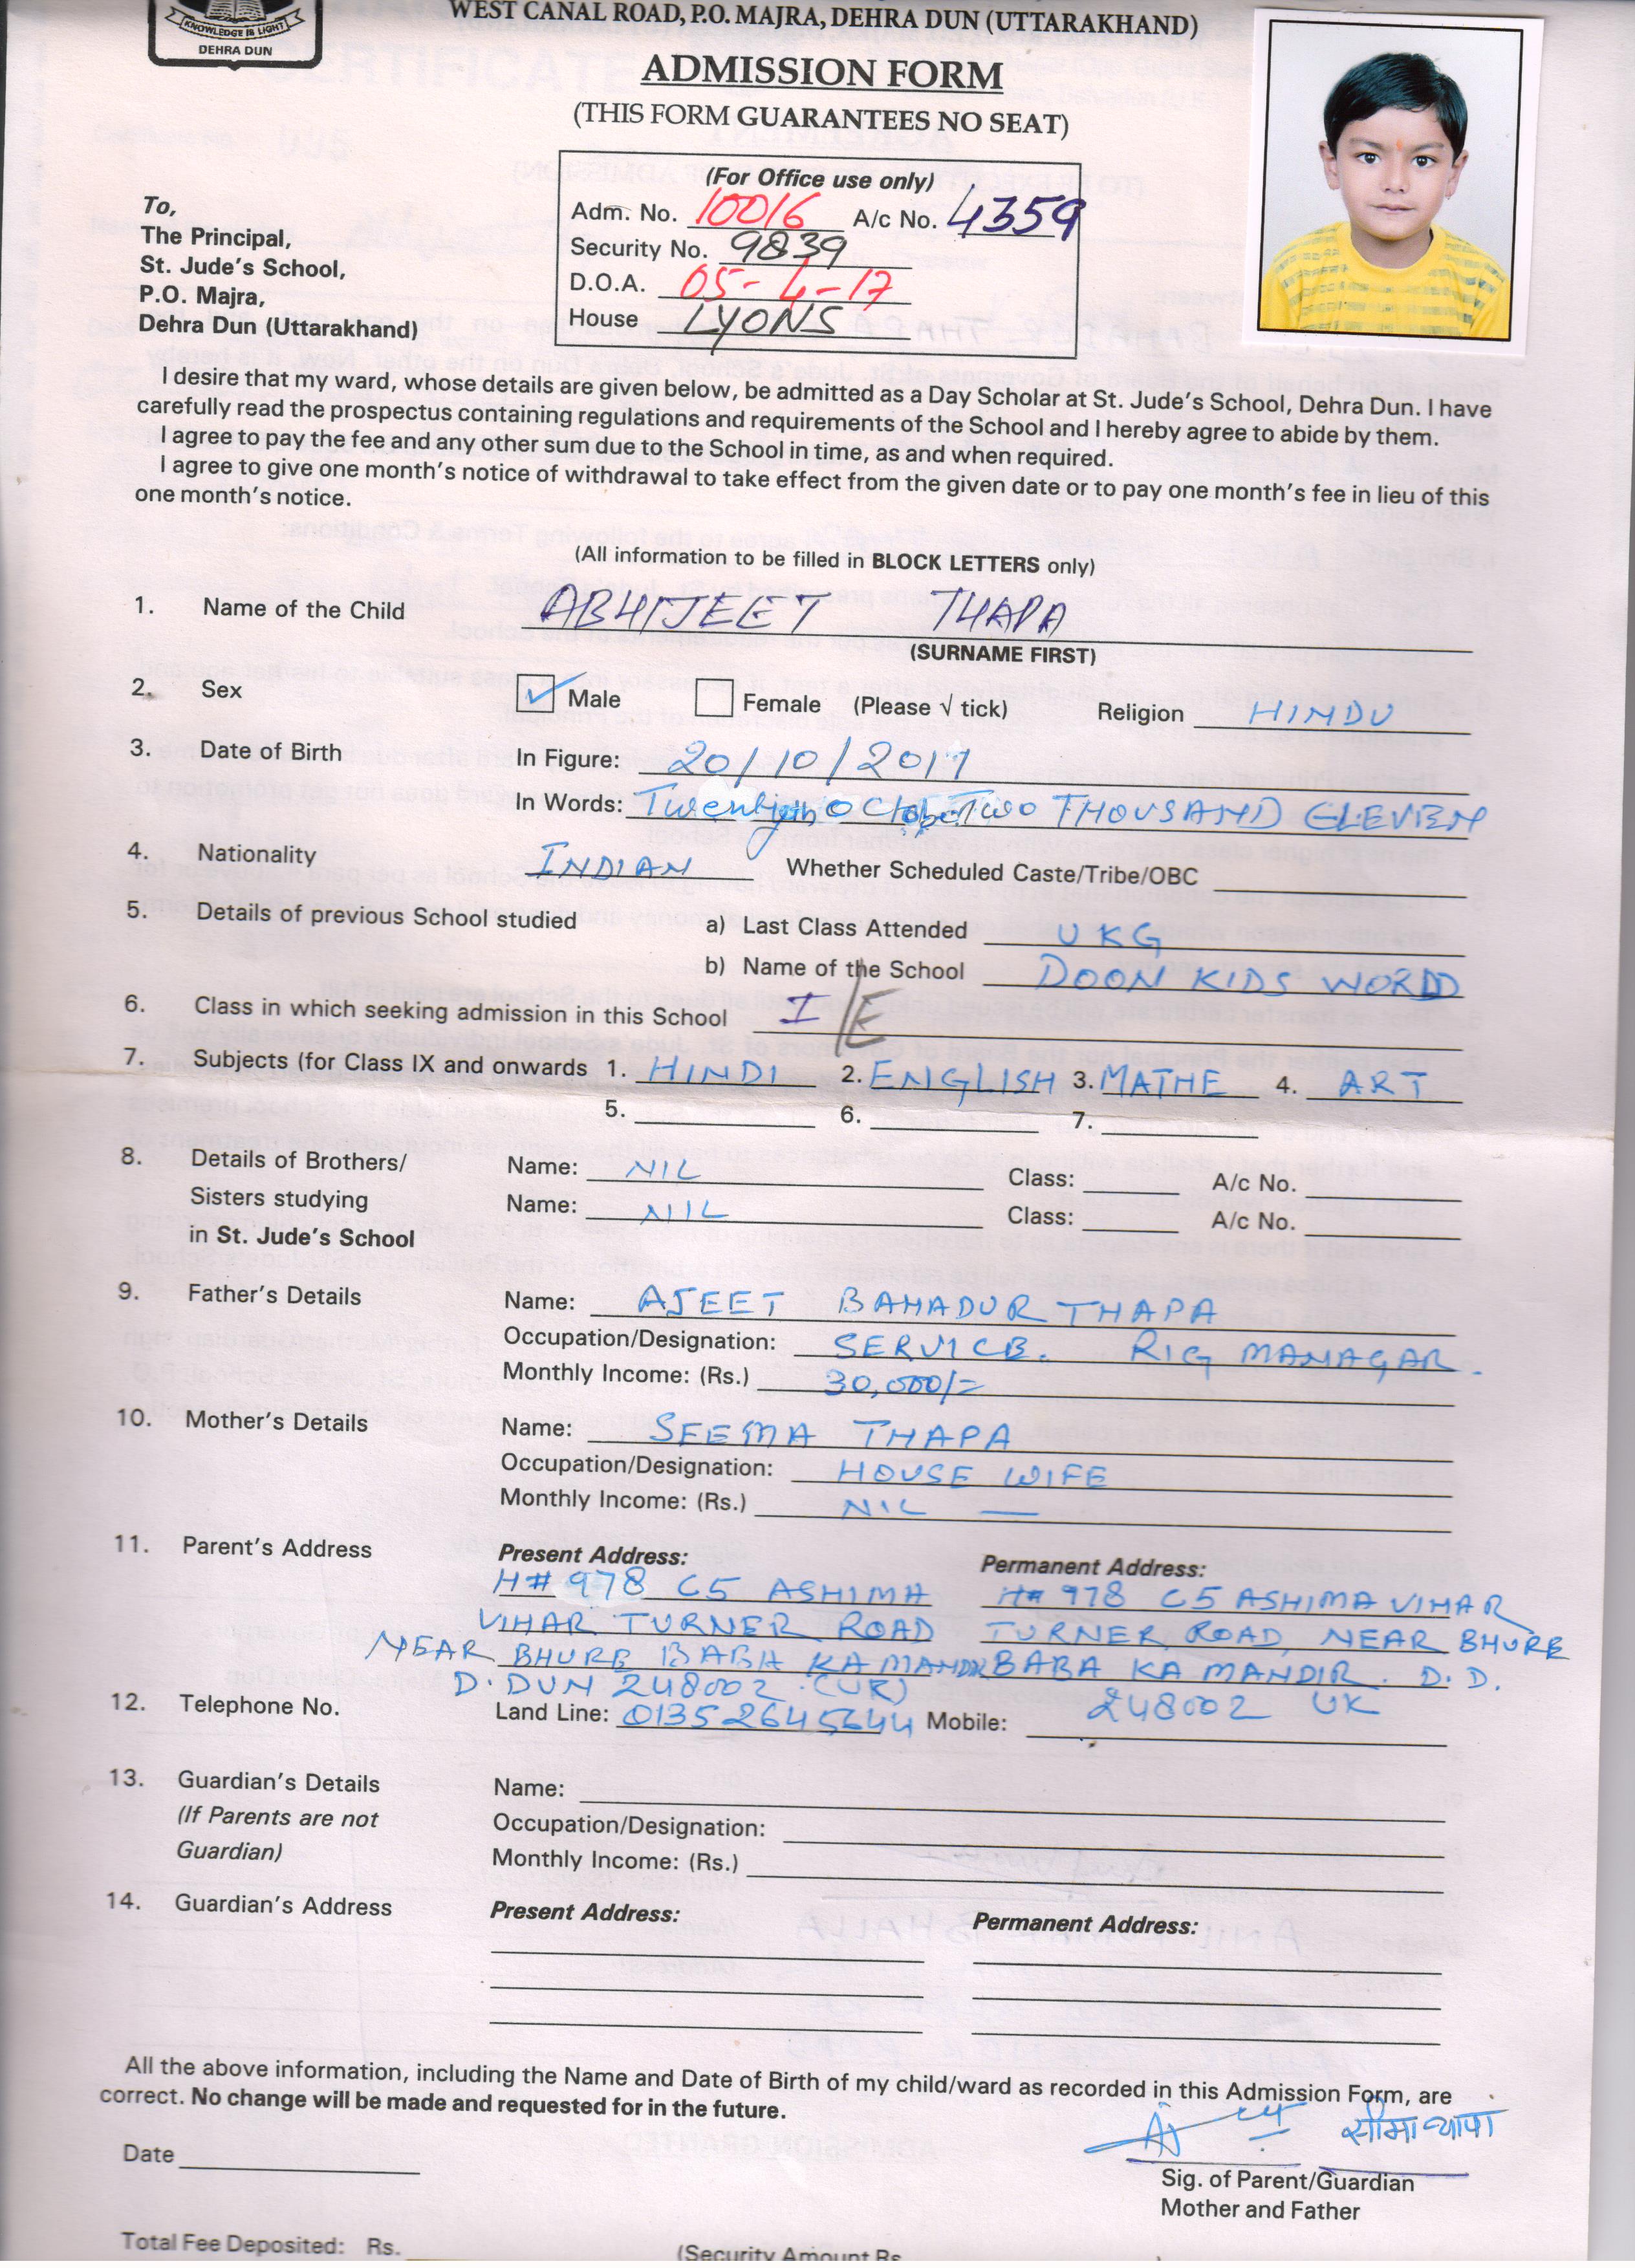 KNOWLEDGE IS LIGHT
DEHRA DUN
WEST CANAL ROAD, P.O. MAJRA, DEHRA DUN (UTTARAKHAND)
ADMISSION FORM
(THIS FORM GUARANTEES NO SEAT)
(For Office use only)
Adm. No. 10016 A/c No. 4359
Security No. 9839
D.O.A. 05-4-17
House LYONS
To,
The Principal,
St. Jude's School,
P.O. Majra,
Dehra Dun (Uttarakhand)
I desire that my ward, whose details are given below, be admitted as a Day Scholar at St. Jude's School, Dehra Dun. I have
carefully read the prospectus containing regulations and requirements of the School and I hereby agree to abide by them.
I agree to pay the fee and any other sum due to the School in time, as and when required.
I agree to give one month's notice of withdrawal to take effect from the given date or to pay one month's fee in lieu of this
one month's notice.
(All information to be filled in BLOCK LETTERS only)
1. Name of the Child ABHIJEET THAPA
(SURNAME FIRST)
2. Sex Male Female (Please √ tick) Religion HINDU
3. Date of Birth In Figure: 20/10/2011
In Words: Twenty October Two THOUSAND ELEVEN
4. Nationality INDIAN Whether Scheduled Caste/Tribe/OBC
5. Details of previous School studied a) Last Class Attended UKG
b) Name of the School DOON KIDS WORD
6. Class in which seeking admission in this School I/E
7. Subjects (for Class IX and onwards 1. HINDI 2. ENGLISH 3. MATHE 4. ART
5. 6. 7.
8. Details of Brothers/ Name: NIL Class: A/c No.
Sisters studying Name: NIL Class: A/c No.
in St. Jude's School
9. Father's Details Name: AJEET BAHADUR THAPA
Occupation/Designation: SERVICE. RIG MANAGAR.
Monthly Income: (Rs.) 30,000/=
10. Mother's Details Name: SEEMA THAPA
Occupation/Designation: HOUSE WIFE
Monthly Income: (Rs.) NIL —
11. Parent's Address Present Address: Permanent Address:
H# 978 C5 ASHIMA H# 978 C5 ASHIMA VIHAR
VIHAR TURNER ROAD TURNER ROAD, NEAR BHURE
NEAR BHURE BABA KA MANDIR BABA KA MANDIR. D.D.
D.DUN 248002 (UK) 248002 UK
12. Telephone No. Land Line: 01352645644 Mobile:
13. Guardian's Details Name:
(If Parents are not Occupation/Designation:
Guardian) Monthly Income: (Rs.)
14. Guardian's Address Present Address: Permanent Address:
All the above information, including the Name and Date of Birth of my child/ward as recorded in this Admission Form, are
correct. No change will be made and requested for in the future.
सीमा थापा
Date
Sig. of Parent/Guardian
Mother and Father
Total Fee Deposited: Rs. (Security Amount Rs.